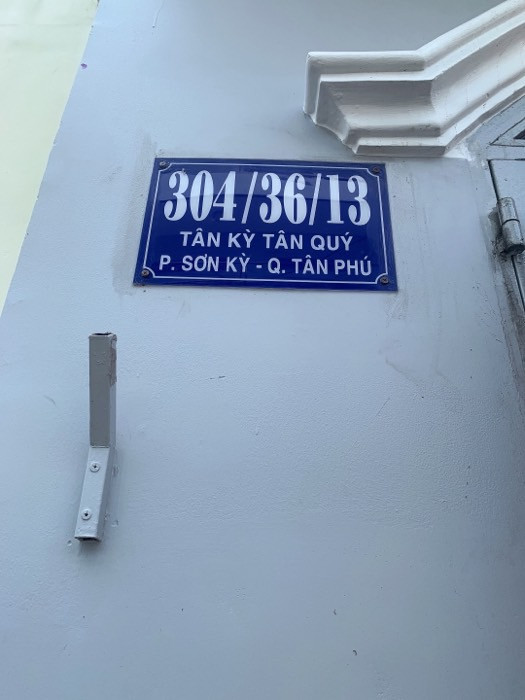 304/36/13
TÂN KỲ TÂN QUÝ
P. SƠN KỲ - Q. TÂN PHÚ